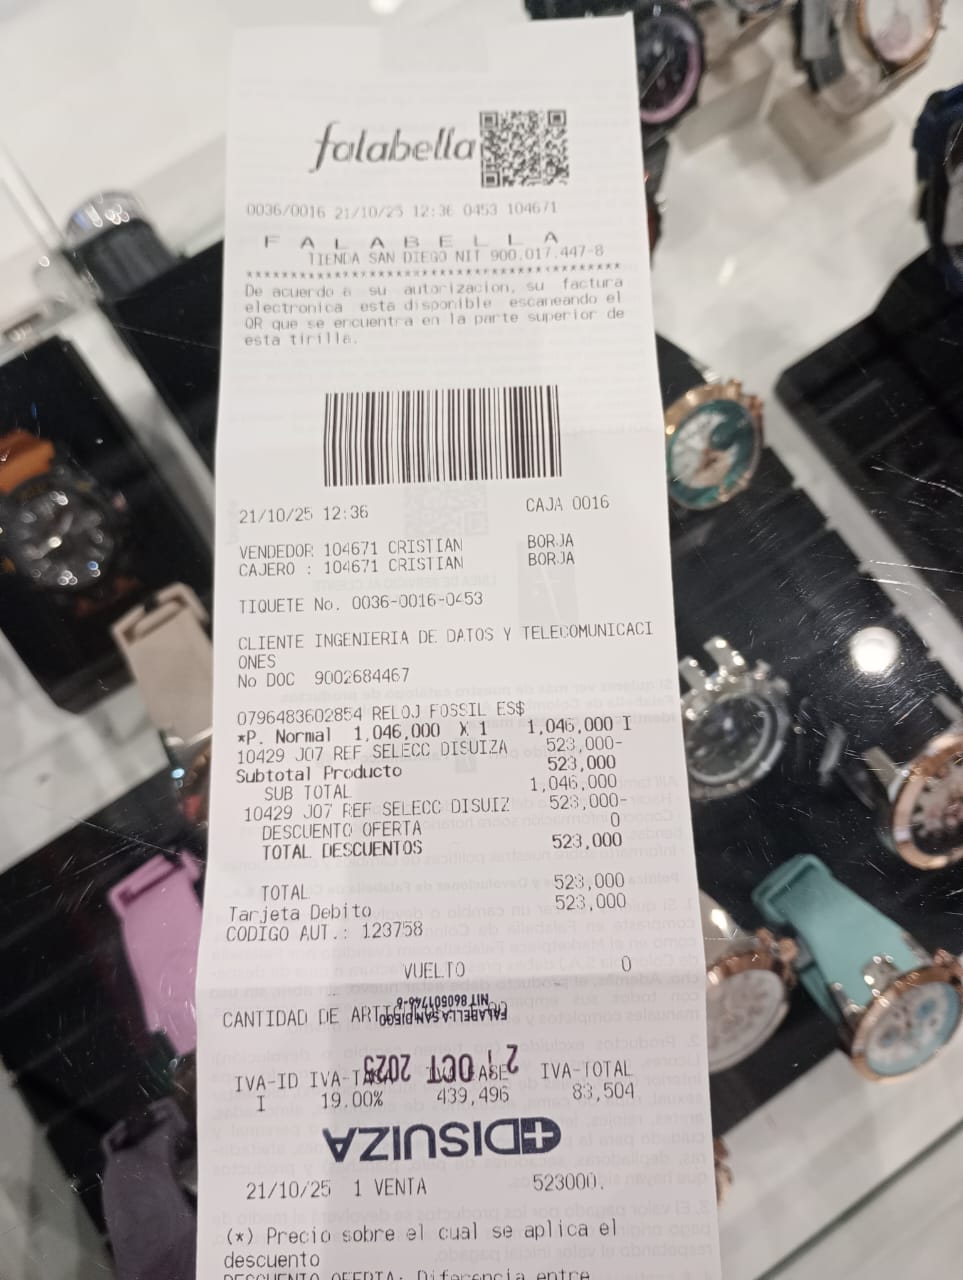 falabella
0036/0016 21/10/25 12:36 0453 104671
F A L A B E L L A
TIENDA SAN DIEGO NIT 900.017.447-8
****************************************
De acuerdo a su autorizacion, su factura
electronica esta disponible escaneando el
QR que se encuentra en la parte superior de
esta tirilla.
21/10/25 12:36 CAJA 0016
VENDEDOR 104671 CRISTIAN BORJA
CAJERO : 104671 CRISTIAN BORJA
TIQUETE No. 0036-0016-0453
CLIENTE INGENIERIA DE DATOS Y TELECOMUNICACI
ONES
No DOC 9002684467
0796483602854 RELOJ FOSSIL ES$
*P. Normal 1.046,000 X 1 1,046,000 I
10429 J07 REF SELECC DISUIZA 523,000-
Subtotal Producto 523,000
SUB TOTAL 1,046,000
10429 J07 REF SELECC DISUIZ 523,000-
DESCUENTO OFERTA 0
TOTAL DESCUENTOS 523,000
TOTAL 523,000
Tarjeta Debito 523,000
CODIGO AUT.: 123758
VUELTO 0
CANTIDAD DE
FALABELLA SAN DIEGO
21 OCT 2025
IVA-ID IVA-TOTAL
I 19.00% 439,496 83,504
DISUIZA
21/10/25 1 VENTA 523000.
(*) Precio sobre el cual se aplica el
descuento
DESCUENTO OFERTA: Diferencia entre